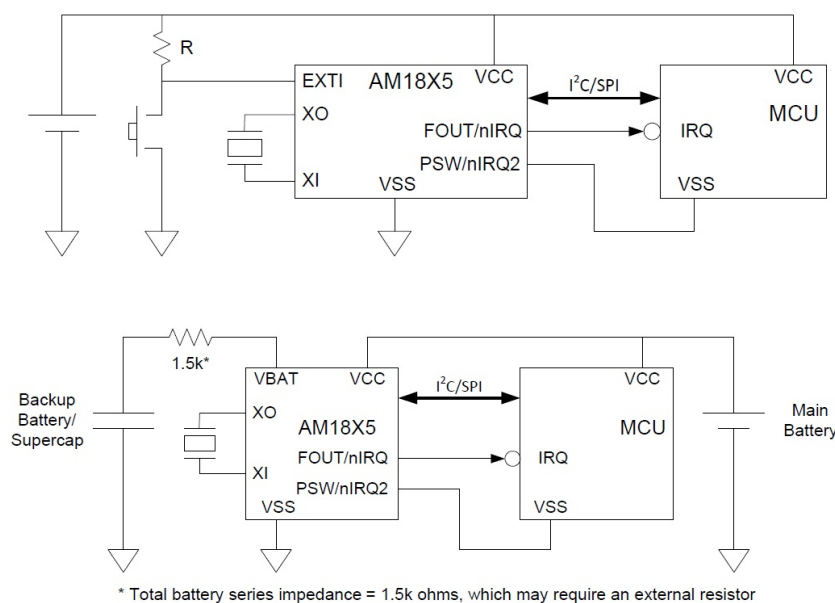 R
EXTI
AM18X5
VCC
I²C/SPI
VCC
XO
MCU
FOUT/nIRQ
IRQ
PSW/nIRQ2
XI
VSS
VSS
1.5k*
VBAT
VCC
I²C/SPI
VCC
Backup
Battery/
Supercap
XO
AM18X5
MCU
Main
Battery
XI
FOUT/nIRQ
IRQ
PSW/nIRQ2
VSS
VSS
* Total battery series impedance = 1.5k ohms, which may require an external resistor